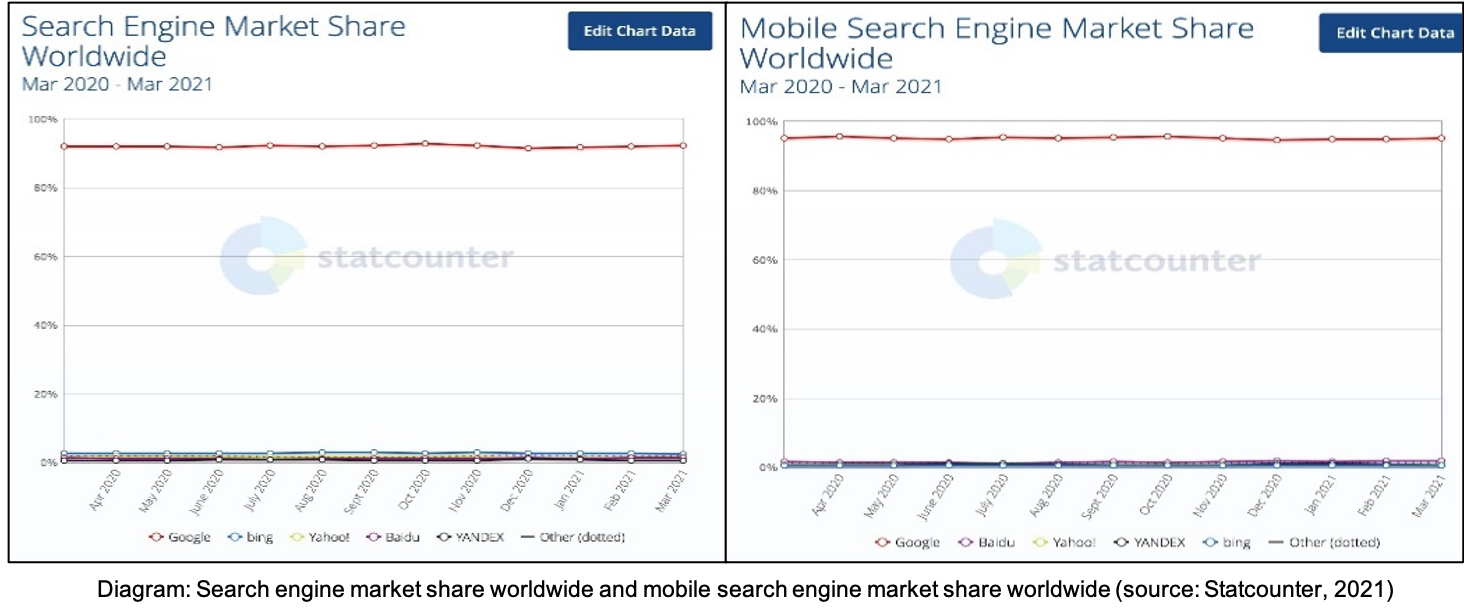 Search Engine Market Share
Worldwide
Mar 2020 - Mar 2021
Edit Chart Data
100%
80%
60%
40%
20%
0%
statcounter
Apr 2020
May 2020
June 2020
July 2020
Aug 2020
Sept 2020
Oct 2020
Nov 2020
Dec 2020
Jan 2021
Feb 2021
Mar 2021
Google bing Yahoo! Baidu YANDEX Other (dotted)
Mobile Search Engine Market Share
Worldwide
Mar 2020 - Mar 2021
Edit Chart Data
100%
80%
60%
40%
20%
0%
statcounter
Apr 2020
May 2020
June 2020
July 2020
Aug 2020
Sept 2020
Oct 2020
Nov 2020
Dec 2020
Jan 2021
Feb 2021
Mar 2021
Google Baidu Yahoo! YANDEX bing Other (dotted)
Diagram: Search engine market share worldwide and mobile search engine market share worldwide (source: Statcounter, 2021)